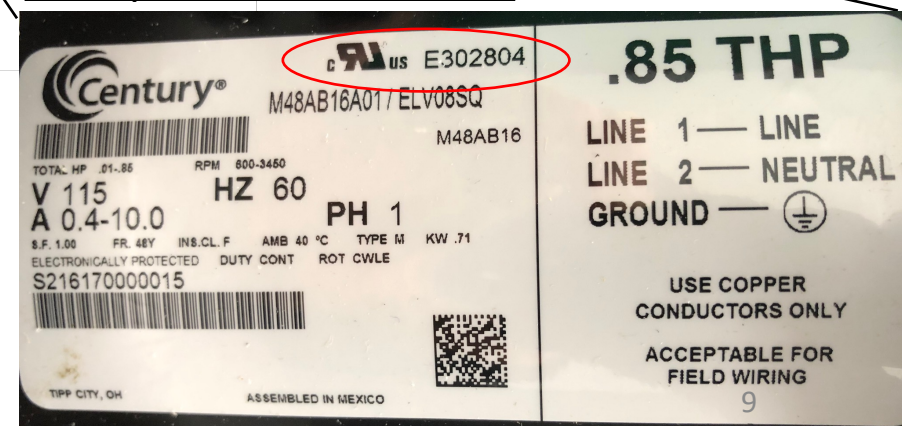 Century®
c RU US E302804
M48AB16A01 / ELV08SQ
M48AB16
TOTAL HP .01-.85 RPM 600-3450
V 115 HZ 60
A 0.4-10.0 PH 1
S.F. 1.00 FR. 48Y INS.CL. F AMB 40 °C TYPE M KW .71
ELECTRONICALLY PROTECTED DUTY CONT ROT CWLE
S216170000015
TIPP CITY, OH ASSEMBLED IN MEXICO
.85 THP
LINE 1 — LINE
LINE 2 — NEUTRAL
GROUND —
USE COPPER
CONDUCTORS ONLY
ACCEPTABLE FOR
FIELD WIRING
9